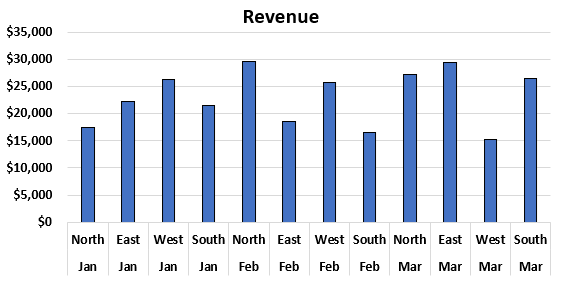 Revenue
$35,000
$30,000
$25,000
$20,000
$15,000
$10,000
$5,000
$0
North East West South North East West South North East West South
Jan Jan Jan Jan Feb Feb Feb Feb Mar Mar Mar Mar